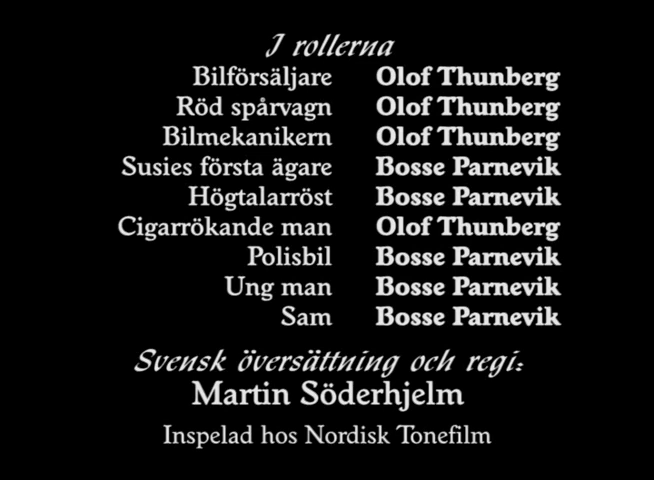 I rollerna
Bilförsäljare Olof Thunberg
Röd spårvagn Olof Thunberg
Bilmekanikern Olof Thunberg
Susies första ägare Bosse Parnevik
Högtalarröst Bosse Parnevik
Cigarrökande man Olof Thunberg
Polisbil Bosse Parnevik
Ung man Bosse Parnevik
Sam Bosse Parnevik
Svensk översättning och regi:
Martin Söderhjelm
Inspelad hos Nordisk Tonefilm